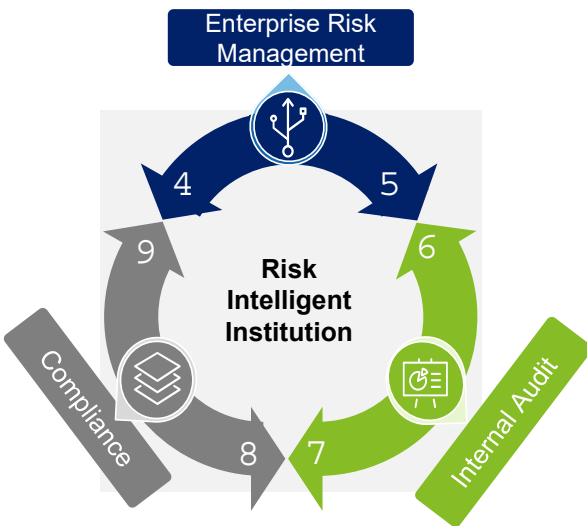 Enterprise Risk
Management
4
5
9
6
Risk
Intelligent
Institution
Compliance
Internal Audit
8
7